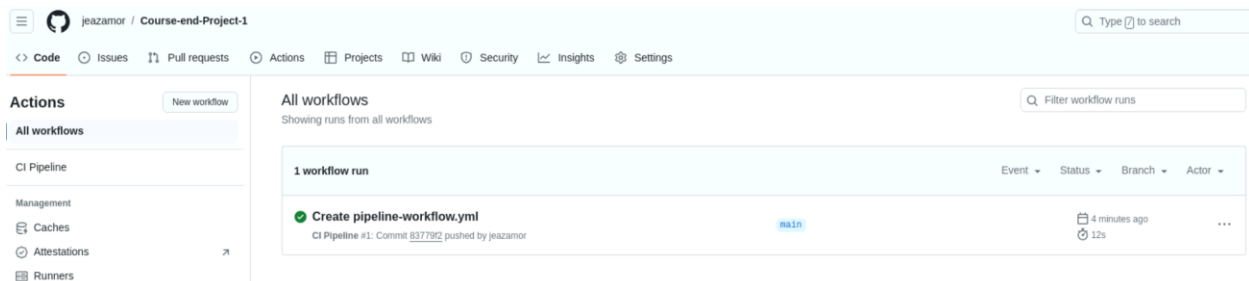 jeazamor / Course-end-Project-1
Type / to search
<> Code Issues Pull requests Actions Projects Wiki Security Insights Settings
Actions New workflow
All workflows
CI Pipeline
Management
Caches
Attestations
Runners
All workflows
Showing runs from all workflows
Filter workflow runs
1 workflow run Event Status Branch Actor
Create pipeline-workflow.yml
CI Pipeline #1: Commit 83779f2 pushed by jeazamor
main
4 minutes ago
12s